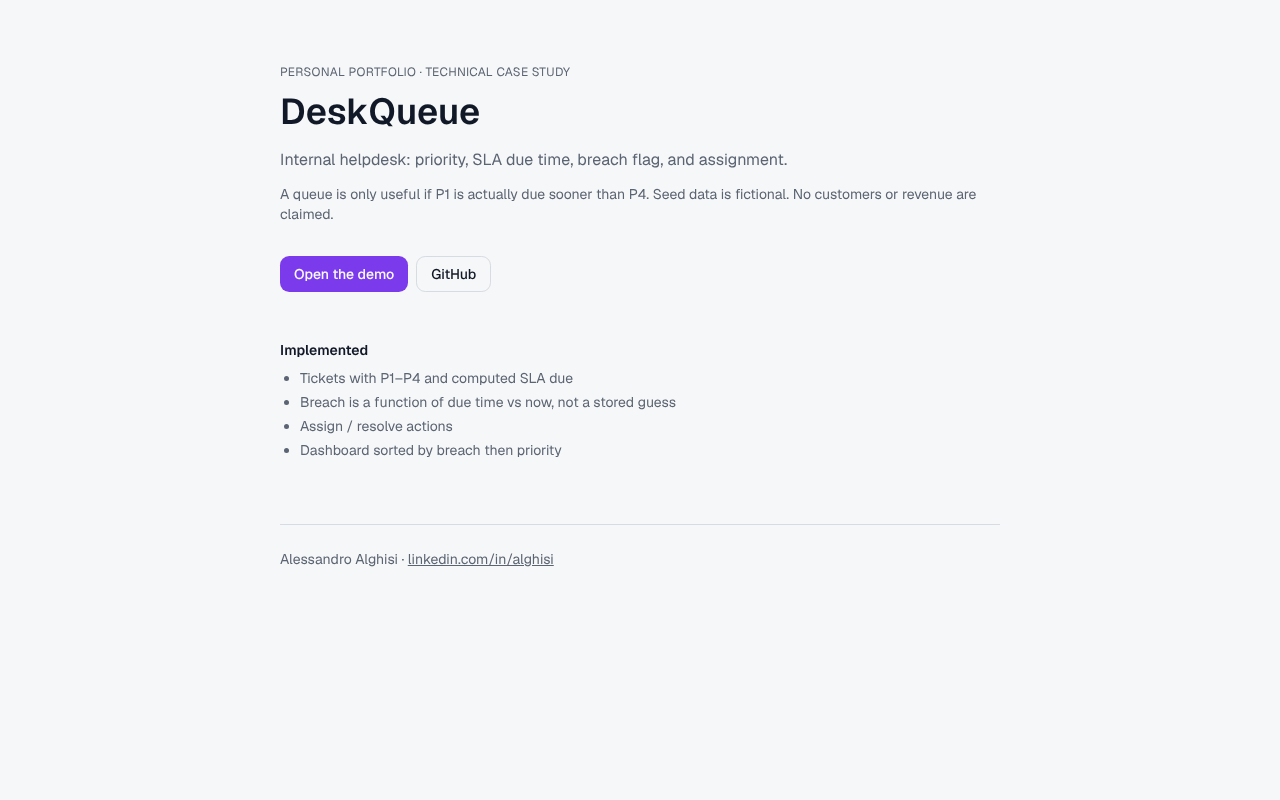 PERSONAL PORTFOLIO · TECHNICAL CASE STUDY
DeskQueue
Internal helpdesk: priority, SLA due time, breach flag, and assignment.
A queue is only useful if P1 is actually due sooner than P4. Seed data is fictional. No customers or revenue are
claimed.
Open the demo
GitHub
Implemented
• Tickets with P1–P4 and computed SLA due
• Breach is a function of due time vs now, not a stored guess
• Assign / resolve actions
• Dashboard sorted by breach then priority
Alessandro Alghisi · linkedin.com/in/alghisi